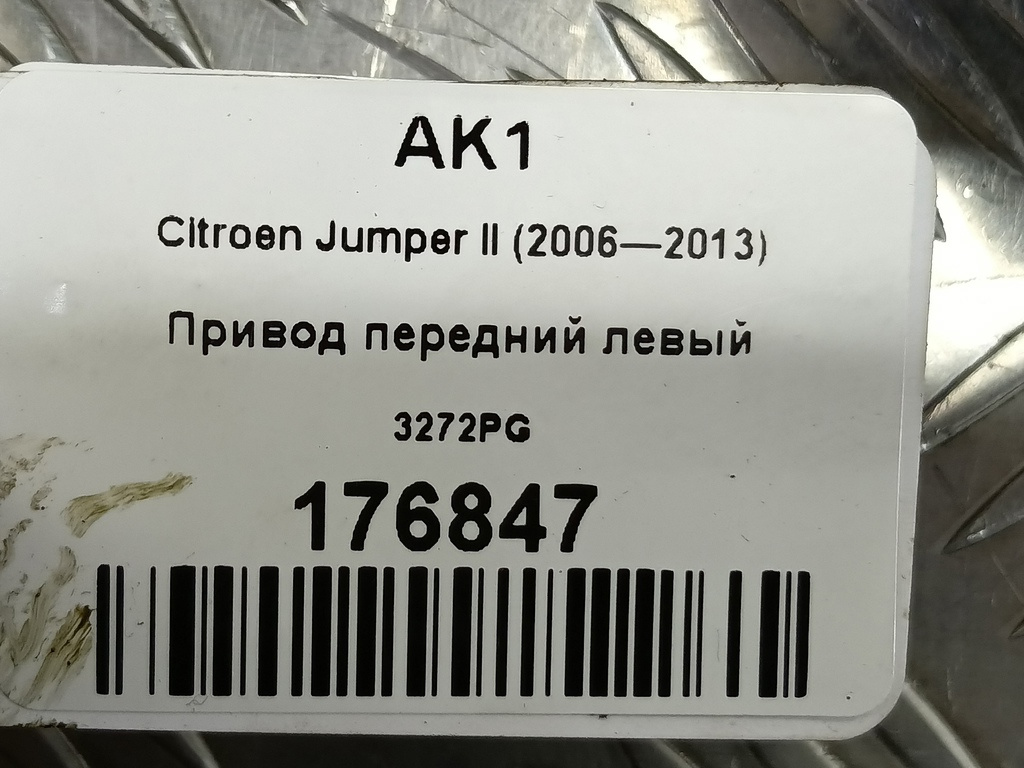 AK1
Citroen Jumper II (2006—2013)
Привод передний левый
3272PG
176847